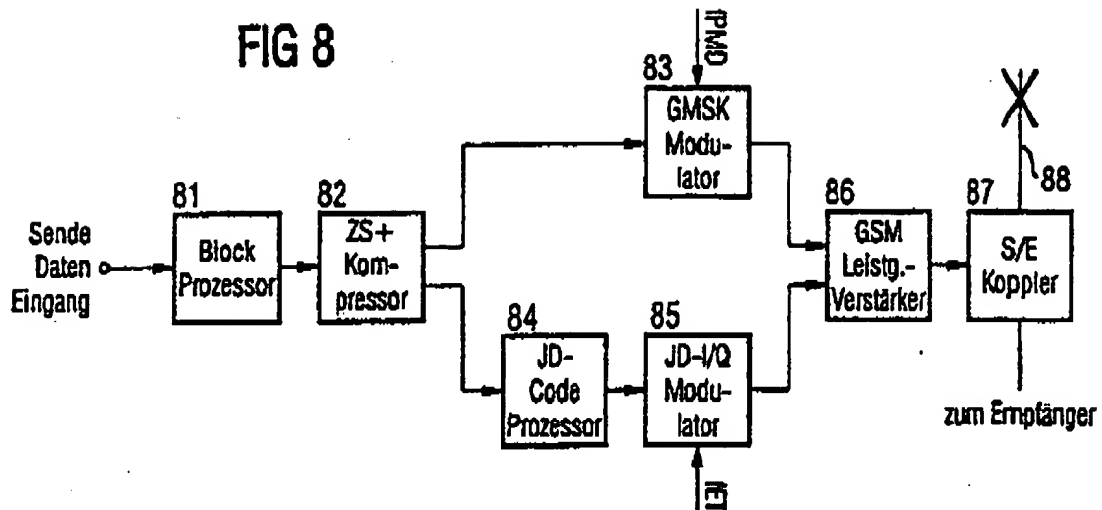 FIG 8
fPMD
83
GMSK
Modu-
lator
88
81
Block
Prozessor
82
ZS+
Kom-
pressor
Sende
Daten
Eingang
86
GSM
Leistg.-
Verstärker
87
S/E
Koppler
84
JD-
Code
Prozessor
85
JD-I/Q
Modu-
lator
zum Empfänger
fET